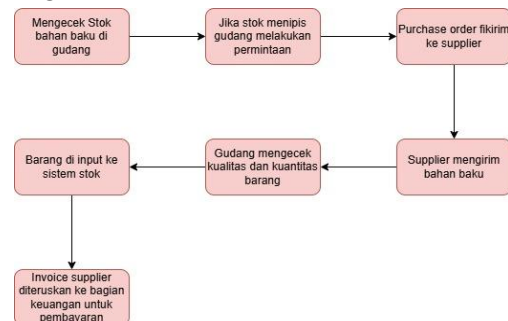 Mengecek Stok
bahan baku di
gudang
Jika stok menipis
gudang melakukan
permintaan
Purchase order fikirim
ke supplier
Supplier mengirim
bahan baku
Gudang mengecek
kualitas dan kuantitas
barang
Barang di input ke
sistem stok
Invoice supplier
diteruskan ke bagian
keuangan untuk
pembayaran